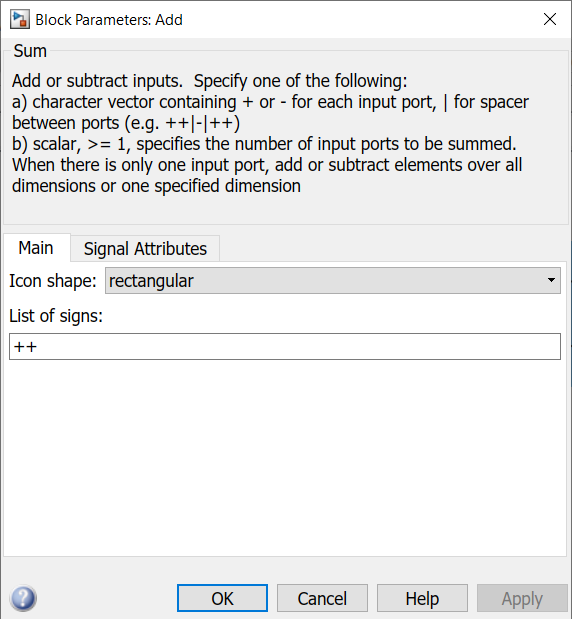 Block Parameters: Add
Sum
Add or subtract inputs.  Specify one of the following:
a) character vector containing + or - for each input port, | for spacer
between ports (e.g. ++|-|++)
b) scalar, >= 1, specifies the number of input ports to be summed.
When there is only one input port, add or subtract elements over all
dimensions or one specified dimension
Main Signal Attributes
Icon shape: rectangular
List of signs:
++
? OK Cancel Help Apply